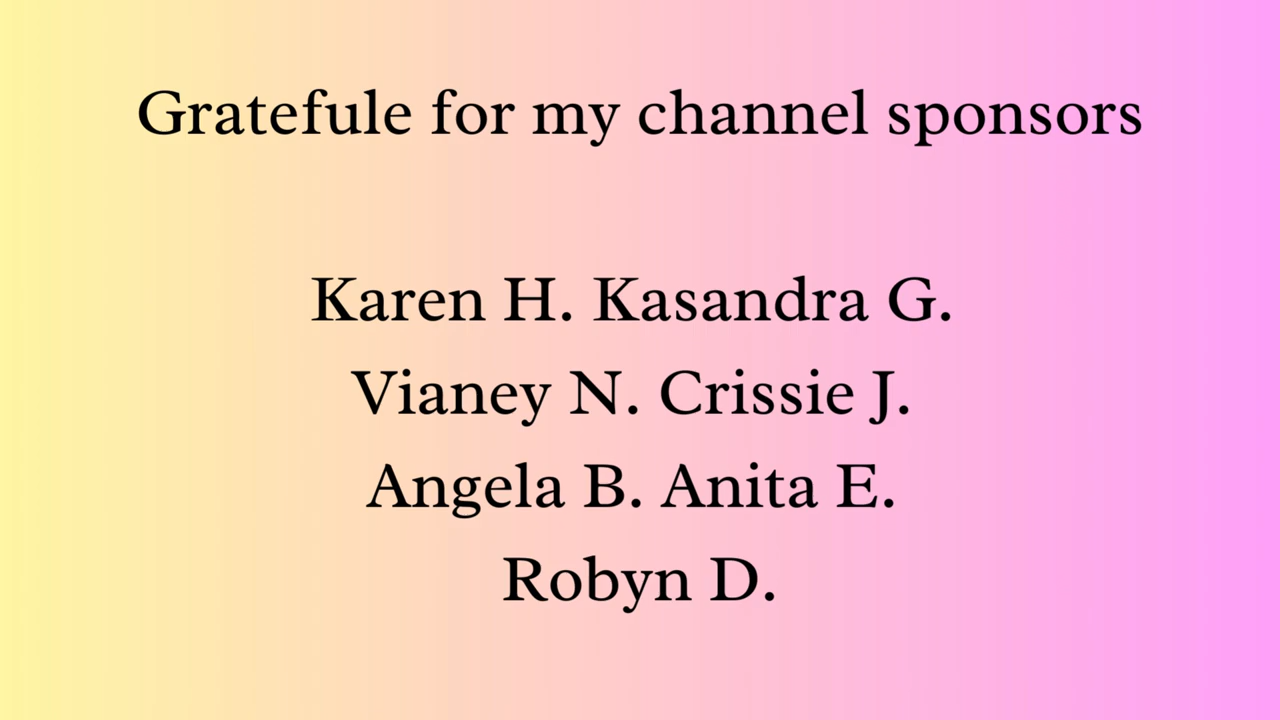 Gratefule for my channel sponsors
Karen H. Kasandra G.
Vianey N. Crissie J.
Angela B. Anita E.
Robyn D.